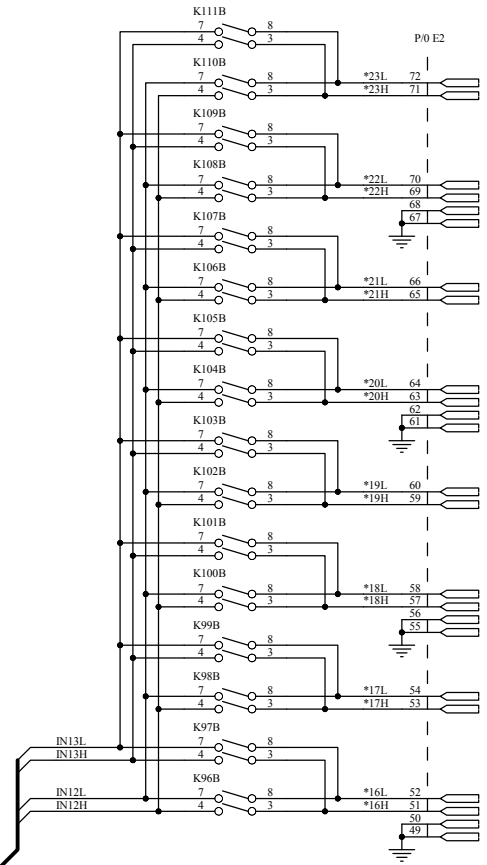 K111B
7 8
4 3
P/0 E2
K110B
7 8 *23L 72
4 3 *23H 71
K109B
7 8
4 3
K108B
7 8 *22L 70
4 3 *22H 69
68
67
K107B
7 8
4 3
K106B
7 8 *21L 66
4 3 *21H 65
K105B
7 8
4 3
K104B
7 8 *20L 64
4 3 *20H 63
62
61
K103B
7 8
4 3
K102B
7 8 *19L 60
4 3 *19H 59
K101B
7 8
4 3
K100B
7 8 *18L 58
4 3 *18H 57
56
55
K99B
7 8
4 3
K98B
7 8 *17L 54
4 3 *17H 53
K97B
IN13L 7 8
IN13H 4 3
K96B
IN12L 7 8 *16L 52
IN12H 4 3 *16H 51
50
49